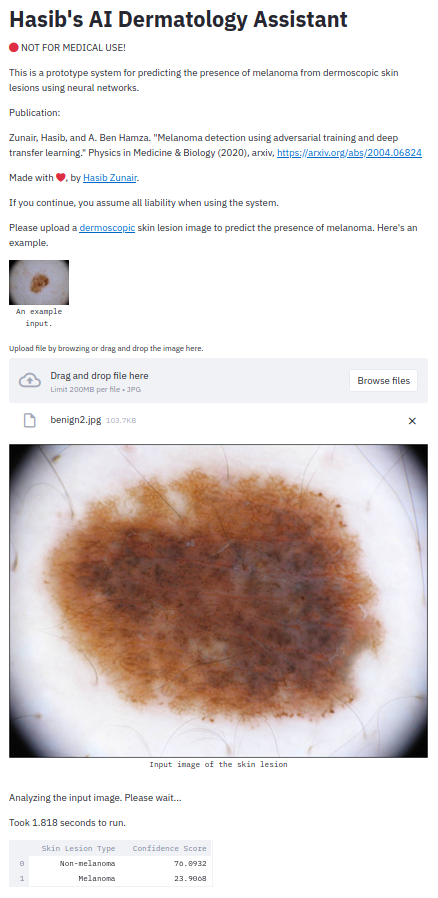 Hasib's AI Dermatology Assistant
🔴 NOT FOR MEDICAL USE!
This is a prototype system for predicting the presence of melanoma from dermoscopic skin
lesions using neural networks.
Publication:
Zunair, Hasib, and A. Ben Hamza. "Melanoma detection using adversarial training and deep
transfer learning." Physics in Medicine & Biology (2020), arxiv, https://arxiv.org/abs/2004.06824
Made with ❤️, by Hasib Zunair.
If you continue, you assume all liability when using the system.
Please upload a dermoscopic skin lesion image to predict the presence of melanoma. Here's an
example.
An example
input.
Upload file by browzing or drag and drop the image here.
Drag and drop file here
Limit 200MB per file • JPG
Browse files
benign2.jpg 103.7KB ×
Input image of the skin lesion
Analyzing the input image. Please wait...
Took 1.818 seconds to run.
Skin Lesion Type Confidence Score
0 Non-melanoma 76.0932
1 Melanoma 23.9068